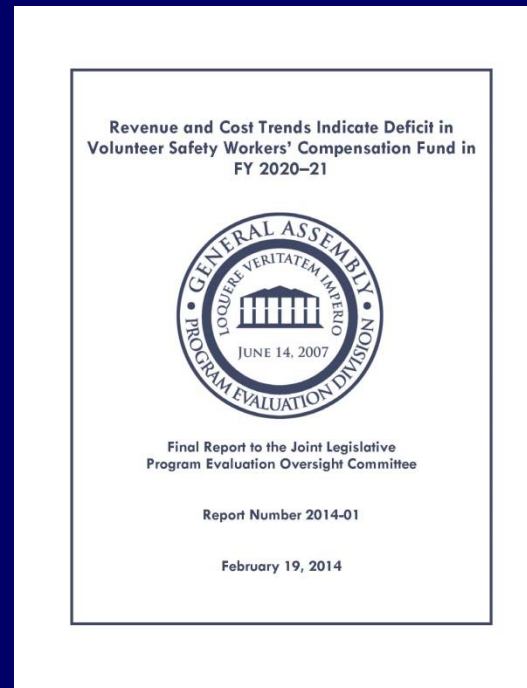 Revenue and Cost Trends Indicate Deficit in
Volunteer Safety Workers' Compensation Fund in
FY 2020–21
GENERAL ASSEMBLY
LOQUERE VERITATEM IMPERIO
JUNE 14, 2007
PROGRAM EVALUATION DIVISION
Final Report to the Joint Legislative
Program Evaluation Oversight Committee
Report Number 2014-01
February 19, 2014